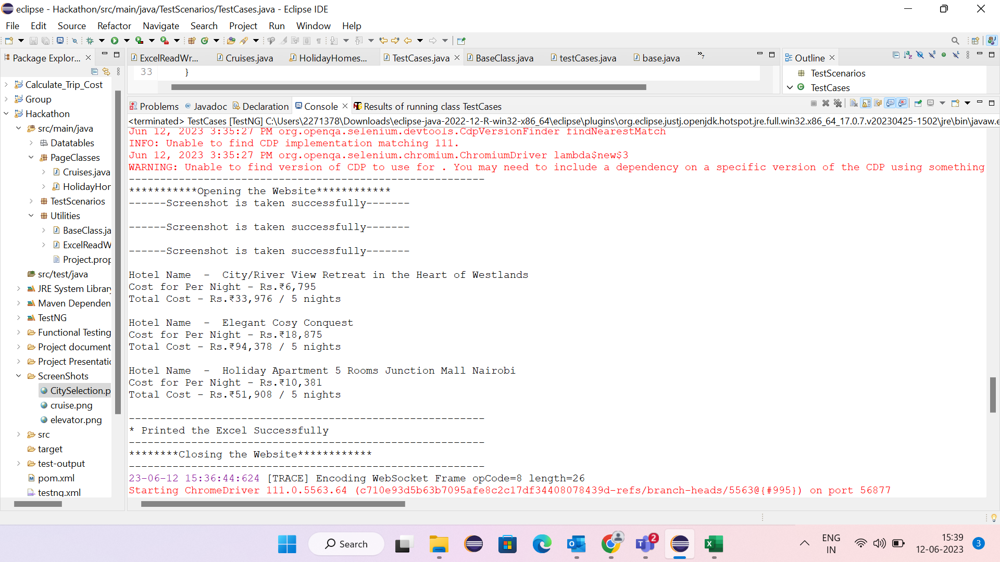 eclipse - Hackathon/src/main/java/TestScenarios/TestCases.java - Eclipse IDE
File Edit Source Refactor Navigate Search Project Run Window Help
Package Explor...
ExcelReadWr... Cruises.java HolidayHomes... TestCases.java BaseClass.java testCases.java base.java »7
Outline
33 }
TestScenarios
TestCases
Calculate_Trip_Cost
Group
Hackathon
src/main/java
Datatables
PageClasses
Cruises.java
HolidayHor
TestScenarios
Utilities
BaseClass.ja
ExcelReadW
Project.prop
src/test/java
JRE System Library
Maven Dependen
TestNG
Functional Testing
Project document
Project Presentatio
ScreenShots
CitySelection.p
cruise.png
elevator.png
src
target
test-output
pom.xml
testng.xml
Problems Javadoc Declaration Console Results of running class TestCases
<terminated> TestCases [TestNG] C:\Users\2271378\Downloads\eclipse-java-2022-12-R-win32-x86_64\eclipse\plugins\org.eclipse.justj.openjdk.hotspot.jre.full.win32.x86_64_17.0.7.v20230425-1502\jre\bin\javaw.e
Jun 12, 2023 3:35:27 PM org.openqa.selenium.devtools.CdpVersionFinder findNearestMatch
INFO: Unable to find CDP implementation matching 111.
Jun 12, 2023 3:35:27 PM org.openqa.selenium.chromium.ChromiumDriver lambda$new$3
WARNING: Unable to find version of CDP to use for . You may need to include a dependency on a specific version of the CDP using something
---------------------------------------------------------
***********Opening the Website************
------Screenshot is taken successfully-------
------Screenshot is taken successfully-------
------Screenshot is taken successfully-------
Hotel Name  -  City/River View Retreat in the Heart of Westlands
Cost for Per Night - Rs.₹6,795
Total Cost - Rs.₹33,976 / 5 nights
Hotel Name  -  Elegant Cosy Conquest
Cost for Per Night - Rs.₹18,875
Total Cost - Rs.₹94,378 / 5 nights
Hotel Name  -  Holiday Apartment 5 Rooms Junction Mall Nairobi
Cost for Per Night - Rs.₹10,381
Total Cost - Rs.₹51,908 / 5 nights
---------------------------------------------------------
* Printed the Excel Successfully
---------------------------------------------------------
********Closing the Website************
---------------------------------------------------------
23-06-12 15:36:44:624 [TRACE] Encoding WebSocket Frame opCode=8 length=26
Starting ChromeDriver 111.0.5563.64 (c710e93d5b63b7095afe8c2c17df34408078439d-refs/branch-heads/5563@{#995}) on port 56877
Search
2
ENG
IN
15:39
12-06-2023
3